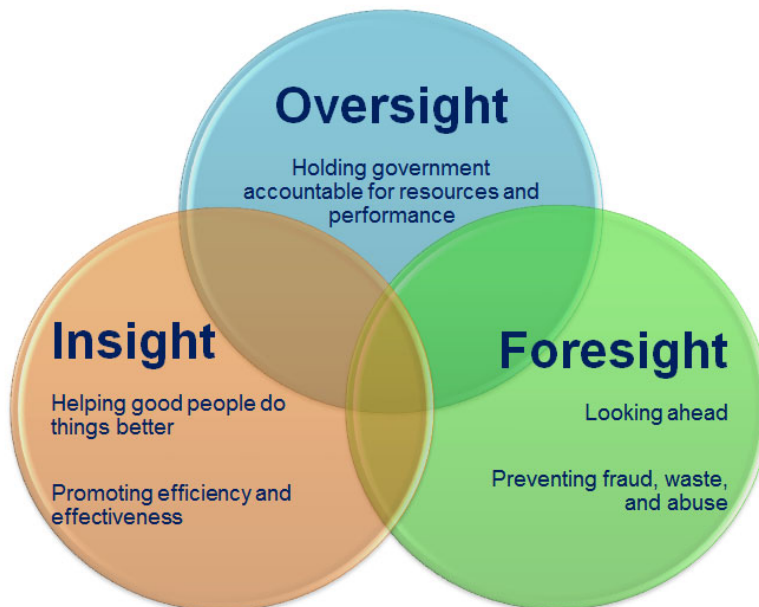 Oversight
Holding government
accountable for resources and
performance
Insight
Helping good people do
things better
Promoting efficiency and
effectiveness
Foresight
Looking ahead
Preventing fraud, waste,
and abuse